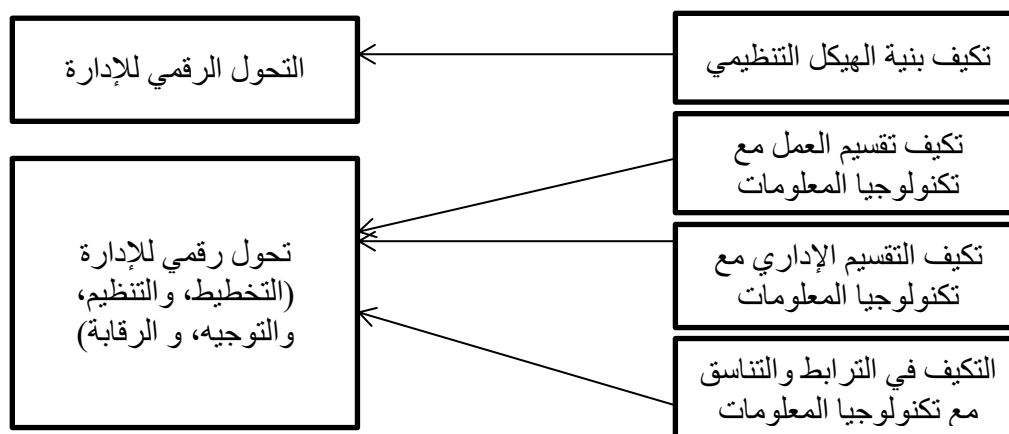 تكيف بنية الهيكل التنظيمي
التحول الرقمي للإدارة
تكيف تقسيم العمل مع
تكنولوجيا المعلومات
تكيف التقسيم الإداري مع
تكنولوجيا المعلومات
التكيف في الترابط والتناسق
مع تكنولوجيا المعلومات
تحول رقمي للإدارة
(التخطيط، والتنظيم،
والتوجيه، و الرقابة)